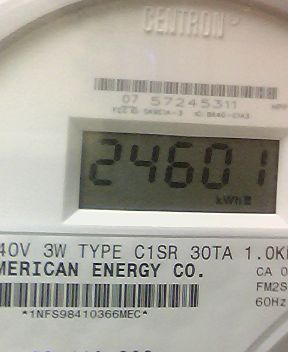 CENTRON
07 57245311
24601
kWh
40V 3W TYPE C1SR 30TA 1.0K
MERICAN ENERGY CO.
CA 0
FM2S
60Hz
*1NFS98410366MEC*